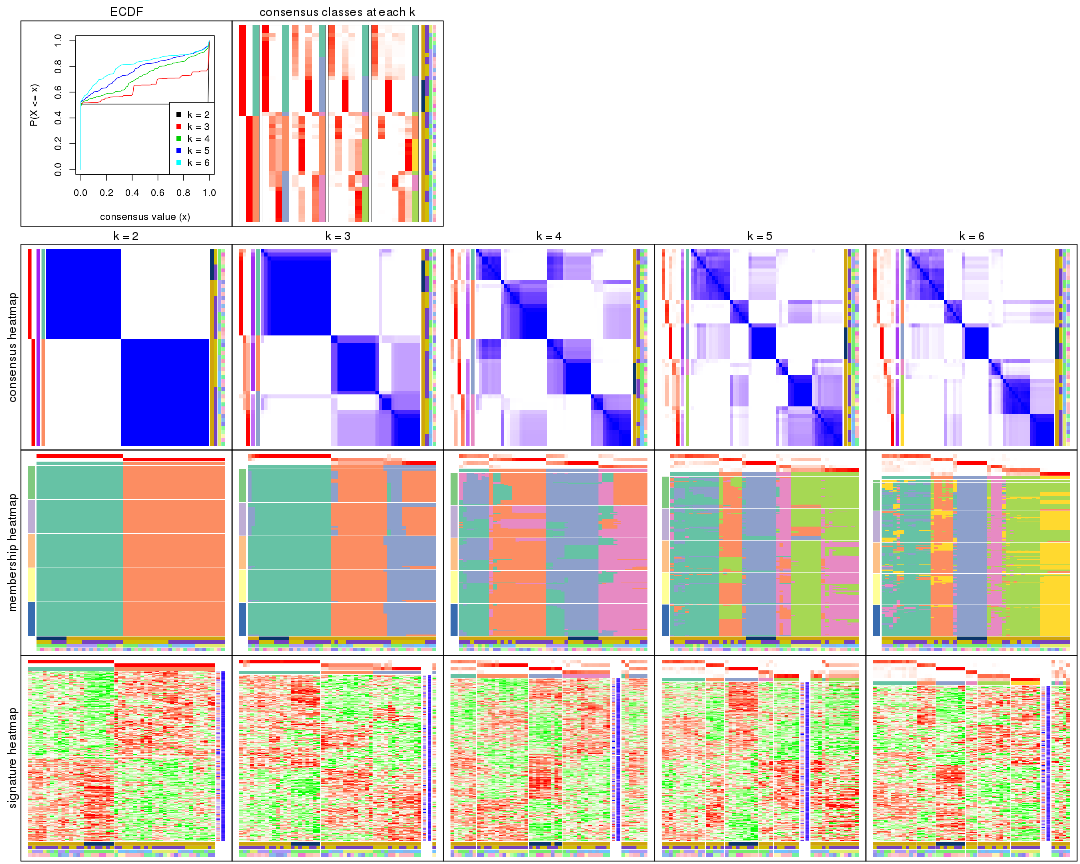 ECDF
consensus classes at each k
P(X <= x)
1.0
0.8
0.6
0.4
0.2
0.0
k = 2
k = 3
k = 4
k = 5
k = 6
0.0 0.2 0.4 0.6 0.8 1.0
consensus value (x)
k = 2
k = 3
k = 4
k = 5
k = 6
consensus heatmap
membership heatmap
signature heatmap